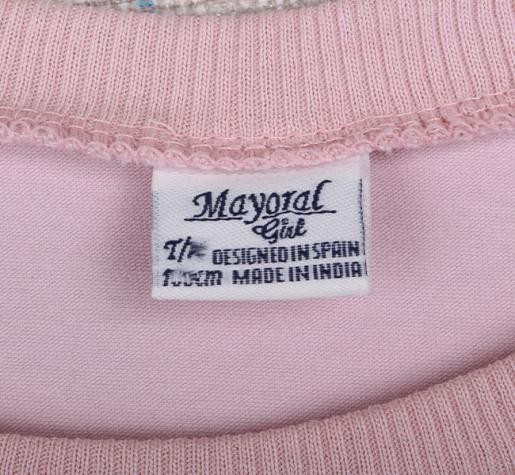 Mayoral
Girl
DESIGNED IN SPAIN
MADE IN INDIA